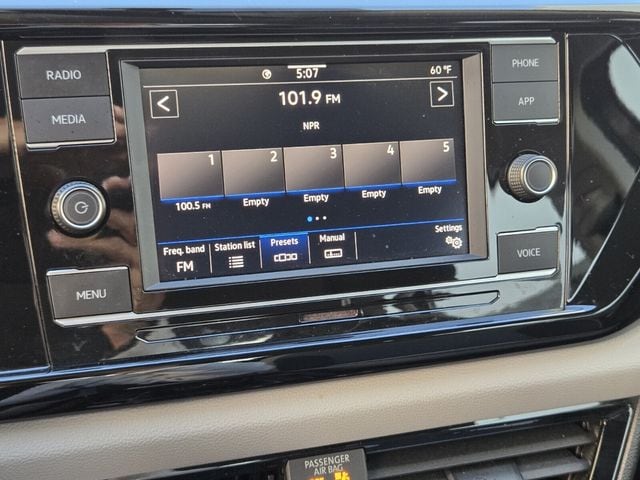 RADIO
MEDIA
MENU
PHONE
APP
VOICE
5:07
60 °F
<
101.9 FM
>
NPR
1 2 3 4 5
100.5 FM Empty Empty Empty Empty
Freq. band Station list Presets Manual Settings
FM
PASSENGER
AIR BAG